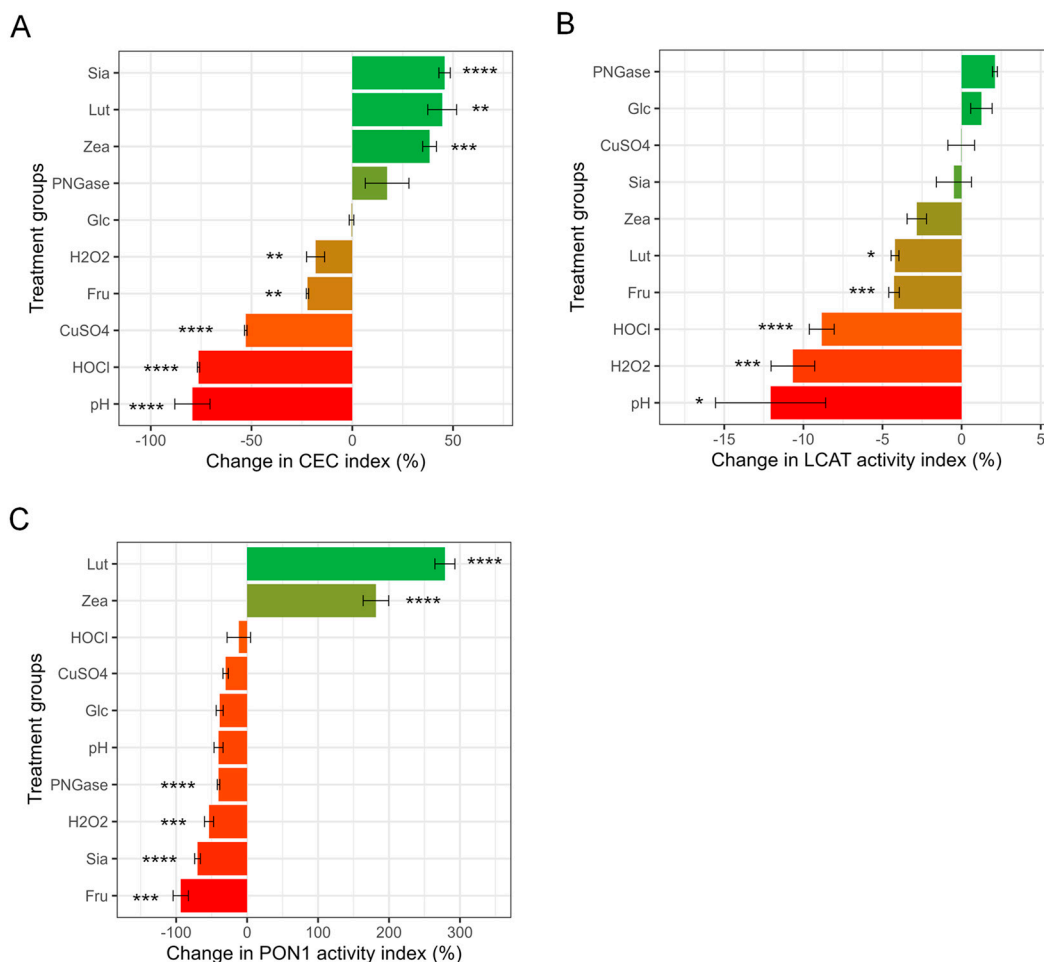 A
Treatment groups
Sia
****
Lut
**
Zea
***
PNGase
Glc
H2O2
**
Fru
**
CuSO4
****
HOCl
****
pH
****
-100 -50 0 50
Change in CEC index (%)
B
Treatment groups
PNGase
Glc
CuSO4
Sia
Zea
Lut
*
Fru
***
HOCl
****
H2O2
***
pH
*
-15 -10 -5 0 5
Change in LCAT activity index (%)
C
Treatment groups
Lut
****
Zea
****
HOCl
CuSO4
Glc
pH
PNGase
****
H2O2
***
Sia
****
Fru
***
-100 0 100 200 300
Change in PON1 activity index (%)